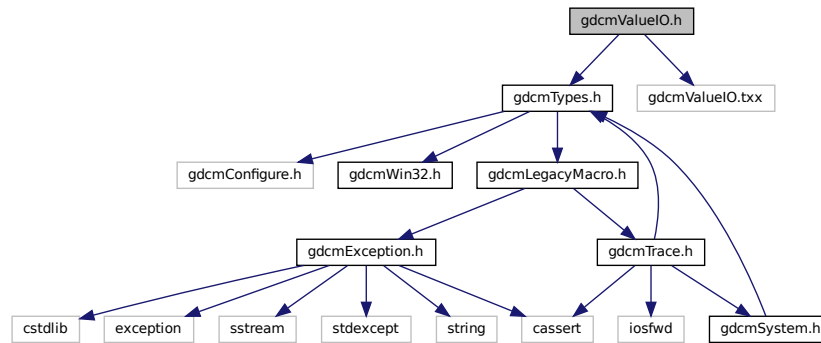 gdcmValueIO.h
gdcmTypes.h
gdcmValueIO.txx
gdcmConfigure.h
gdcmWin32.h
gdcmLegacyMacro.h
gdcmException.h
gdcmTrace.h
cstdlib
exception
sstream
stdexcept
string
cassert
iosfwd
gdcmSystem.h